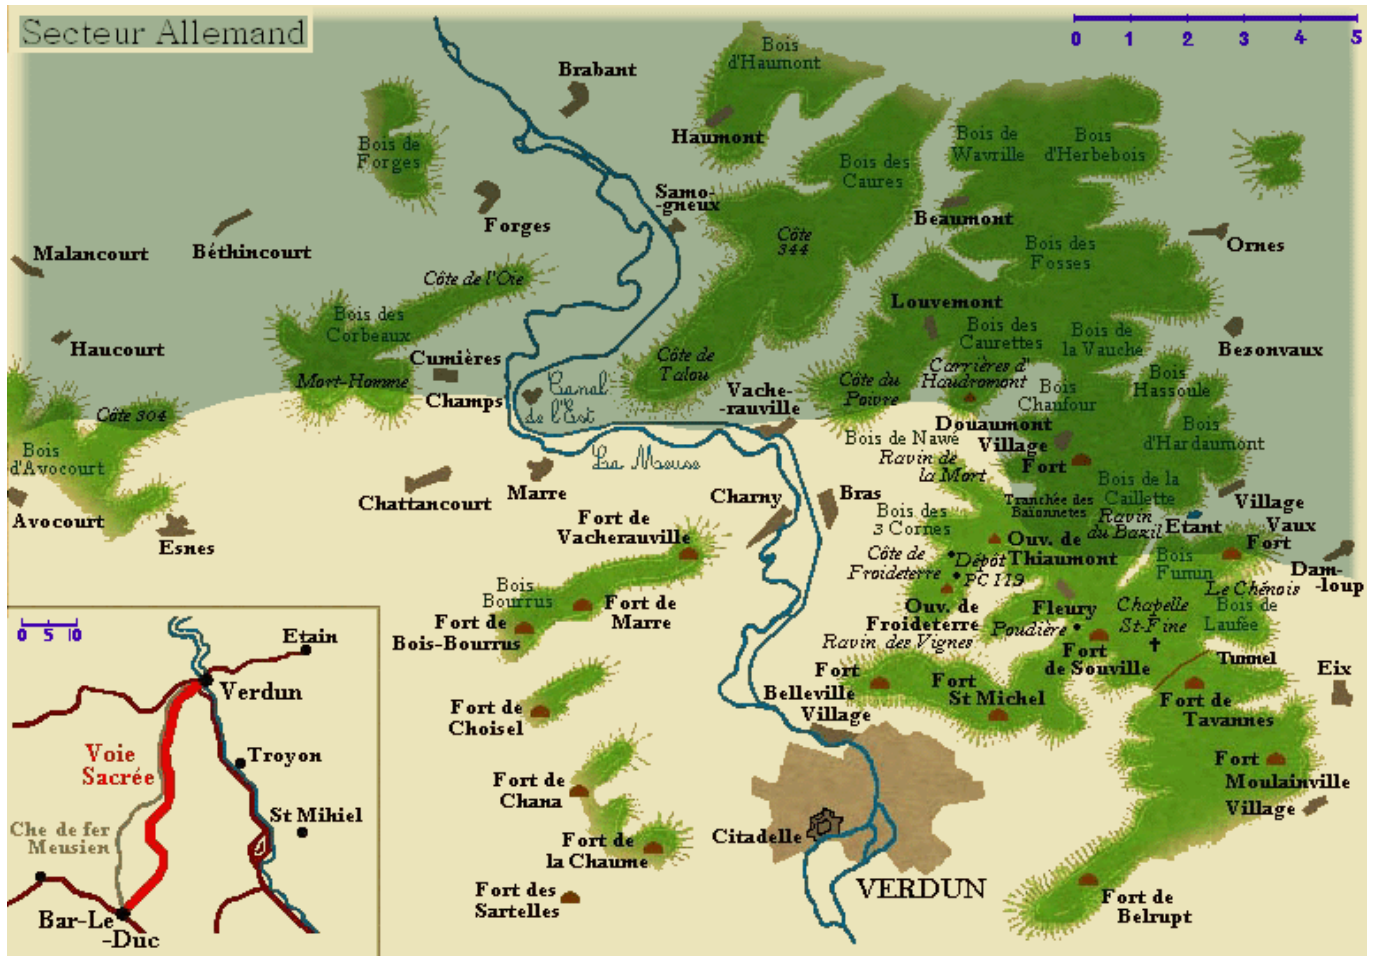 Secteur Allemand
0 1 2 3 4 5
Bois
d'Haumont
Brabant
Haumont
Bois de
Forges
Bois des
Caures
Bois de
Wavrille
Bois
d'Herbebois
Samo-
-gneux
Forges
Beaumont
Béthincourt
Malancourt
Côte
344
Bois des
Fosses
Ornes
Côte de l'Oie
Louvemont
Bois des
Corbeaux
Bois des
Caurettes
Bois de
la Vauche
Bezonvaux
Haucourt
Cumières
Mort-Homme
Champs
Canal
de l'Est
Côte de
Talou
Vache-
-rauville
Côte du
Poivre
Carrières d'
Haudromont
Bois
Hassoule
Bois
Chaufour
Côte 304
Douaumont
Village
Fort
Bois de Nawé
Ravin de
la Mort
Bois
d'Hardaumont
Bois
d'Avocourt
La Meuse
Avocourt
Esnes
Chattancourt
Marre
Charny
Bras
Bois de la
Caillette
Tranchée des
Baïonnetes
Ravin
du Bazil
Etant
Village
Vaux
Fort
Fort de
Vacherauville
Bois des
3 Cornes
Ouv. de
Thiaumont
Côte de
Froideterre
Dépôt
PC 119
Bois
Fumin
Dam-
-loup
Le Chénois
Bois
Bourrus
Fort de
Marre
Fort de
Bois-Bourrus
Ouv. de
Froideterre
Ravin des Vignes
Fleury
Poudière
Chapelle
St-Fine
Bois de
Laufée
Fort
de Souville
Tunnel
Eix
Fort
Belleville
Village
Fort
St Michel
Fort de
Tavannes
Fort de
Choisel
Fort
Moulainville
Village
Fort de
Chana
Citadelle
Fort de
la Chaume
VERDUN
Fort des
Sartelles
Fort de
Belrupt
0 5 10
Etain
Verdun
Voie
Sacrée
Troyon
St Mihiel
Che de fer
Meusien
Bar-Le-
-Duc